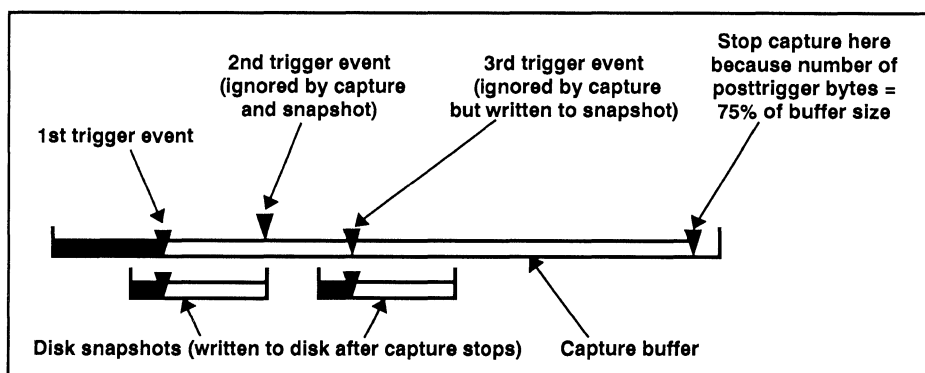 1st trigger event
2nd trigger event
(ignored by capture
and snapshot)
3rd trigger event
(ignored by capture
but written to snapshot)
Stop capture here
because number of
posttrigger bytes =
75% of buffer size
Disk snapshots (written to disk after capture stops)
Capture buffer